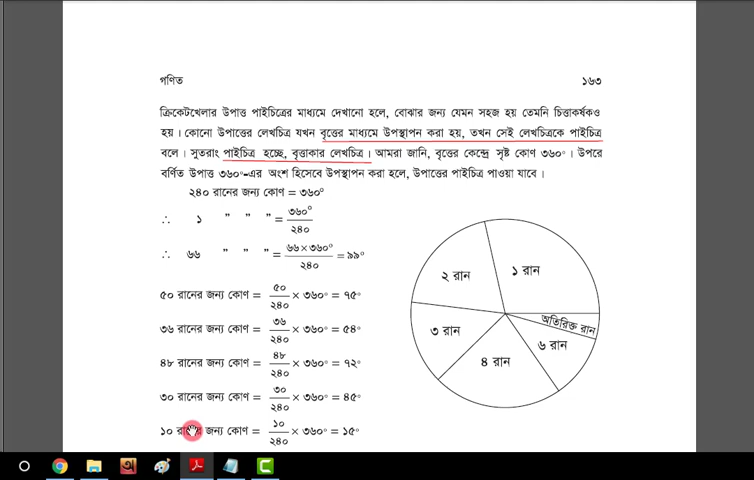 গণিত ১৬৩
ক্রিকেটখেলার উপাত্ত পাইচিত্রের মাধ্যমে দেখানো হলে, বোঝার জন্য যেমন সহজ হয় তেমনি চিত্তাকর্ষকও
হয়। কোনো উপাত্তের লেখচিত্র যখন বৃত্তের মাধ্যমে উপস্থাপন করা হয়, তখন সেই লেখচিত্রকে পাইচিত্র
বলে। সুতরাং পাইচিত্র হচ্ছে, বৃত্তাকার লেখচিত্র। আমরা জানি, বৃত্তের কেন্দ্রে সৃষ্ট কোণ ৩৬০°। উপরে
বর্ণিত উপাত্ত ৩৬০°-এর অংশ হিসেবে উপস্থাপন করা হলে, উপাত্তের পাইচিত্র পাওয়া যাবে।
২৪০ রানের জন্য কোণ = ৩৬০°
∴ ১ " " " = ৩৬০°/২৪০
∴ ৬৬ " " " = ৬৬ × ৩৬০°/২৪০ = ৯৯°
৫০ রানের জন্য কোণ = ৫০/২৪০ × ৩৬০° = ৭৫°
৩৬ রানের জন্য কোণ = ৩৬/২৪০ × ৩৬০° = ৫৪°
৪৮ রানের জন্য কোণ = ৪৮/২৪০ × ৩৬০° = ৭২°
৩০ রানের জন্য কোণ = ৩০/২৪০ × ৩৬০° = ৪৫°
১০ রানের জন্য কোণ = ১০/২৪০ × ৩৬০° = ১৫°
১ রান
২ রান
অতিরিক্ত রান
৩ রান
৬ রান
৪ রান